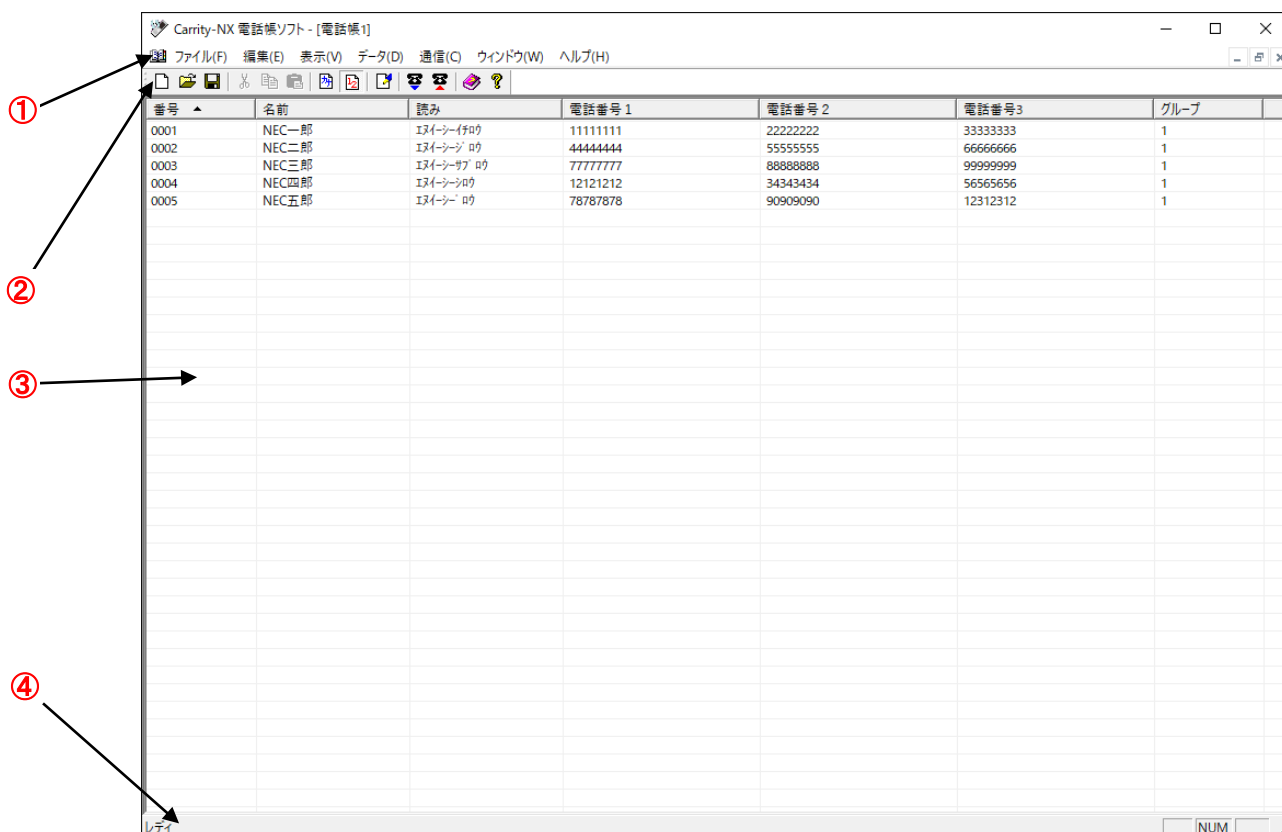 Carrity-NX 電話帳ソフト - [電話帳1]
ファイル(F) 編集(E) 表示(V) データ(D) 通信(C) ウィンドウ(W) ヘルプ(H)
①
番号 名前 読み 電話番号1 電話番号2 電話番号3 グループ
0001 NEC一郎 ｴﾇｲｰｼｰｲﾁﾛｳ 11111111 22222222 33333333 1
0002 NEC二郎 ｴﾇｲｰｼｰｼﾞﾛｳ 44444444 55555555 66666666 1
0003 NEC三郎 ｴﾇｲｰｼｰｻﾌﾞﾛｳ 77777777 88888888 99999999 1
0004 NEC四郎 ｴﾇｲｰｼｰｼﾛｳ 12121212 34343434 56565656 1
0005 NEC五郎 ｴﾇｲｰｼｰﾞﾛｳ 78787878 90909090 12312312 1
②
③
④
レディ NUM